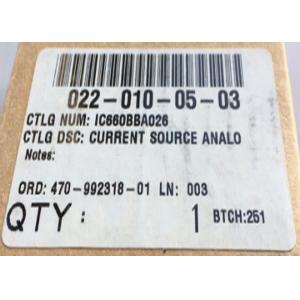 022-010-05-03
CTLG NUM: IC660BBA026
CTLG DSC: CURRENT SOURCE ANALO
Notes:
ORD: 470-992318-01 LN: 003
QTY: 1 BTCH:251